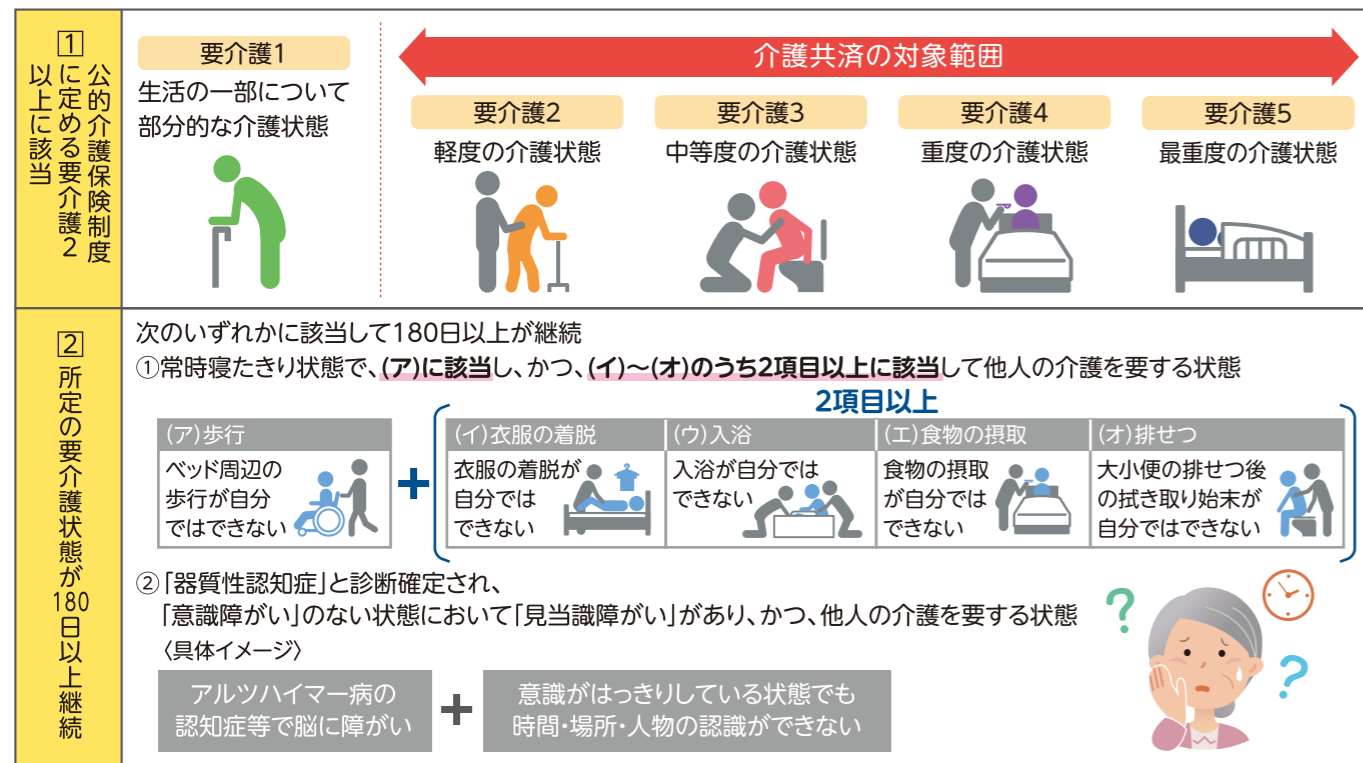 1 公的介護保険制度
に定める要介護2
以上に該当
要介護1
生活の一部について
部分的な介護状態
介護共済の対象範囲
要介護2
軽度の介護状態
要介護3
中等度の介護状態
要介護4
重度の介護状態
要介護5
最重度の介護状態
2 所定の要介護状態が180日以上継続
次のいずれかに該当して180日以上が継続
①常時寝たきり状態で、(ア)に該当し、かつ、(イ)～(オ)のうち2項目以上に該当して他人の介護を要する状態
2項目以上
(ア)歩行
ベッド周辺の
歩行が自分
ではできない
+
(イ)衣服の着脱
衣服の着脱が
自分では
できない
(ウ)入浴
入浴が自分では
できない
(エ)食物の摂取
食物の摂取
が自分では
できない
(オ)排せつ
大小便の排せつ後
の拭き取り始末が
自分ではできない
②「器質性認知症」と診断確定され、
「意識障がい」のない状態において「見当識障がい」があり、かつ、他人の介護を要する状態
〈具体イメージ〉
アルツハイマー病の
認知症等で脳に障がい
+
意識がはっきりしている状態でも
時間・場所・人物の認識ができない
?
?